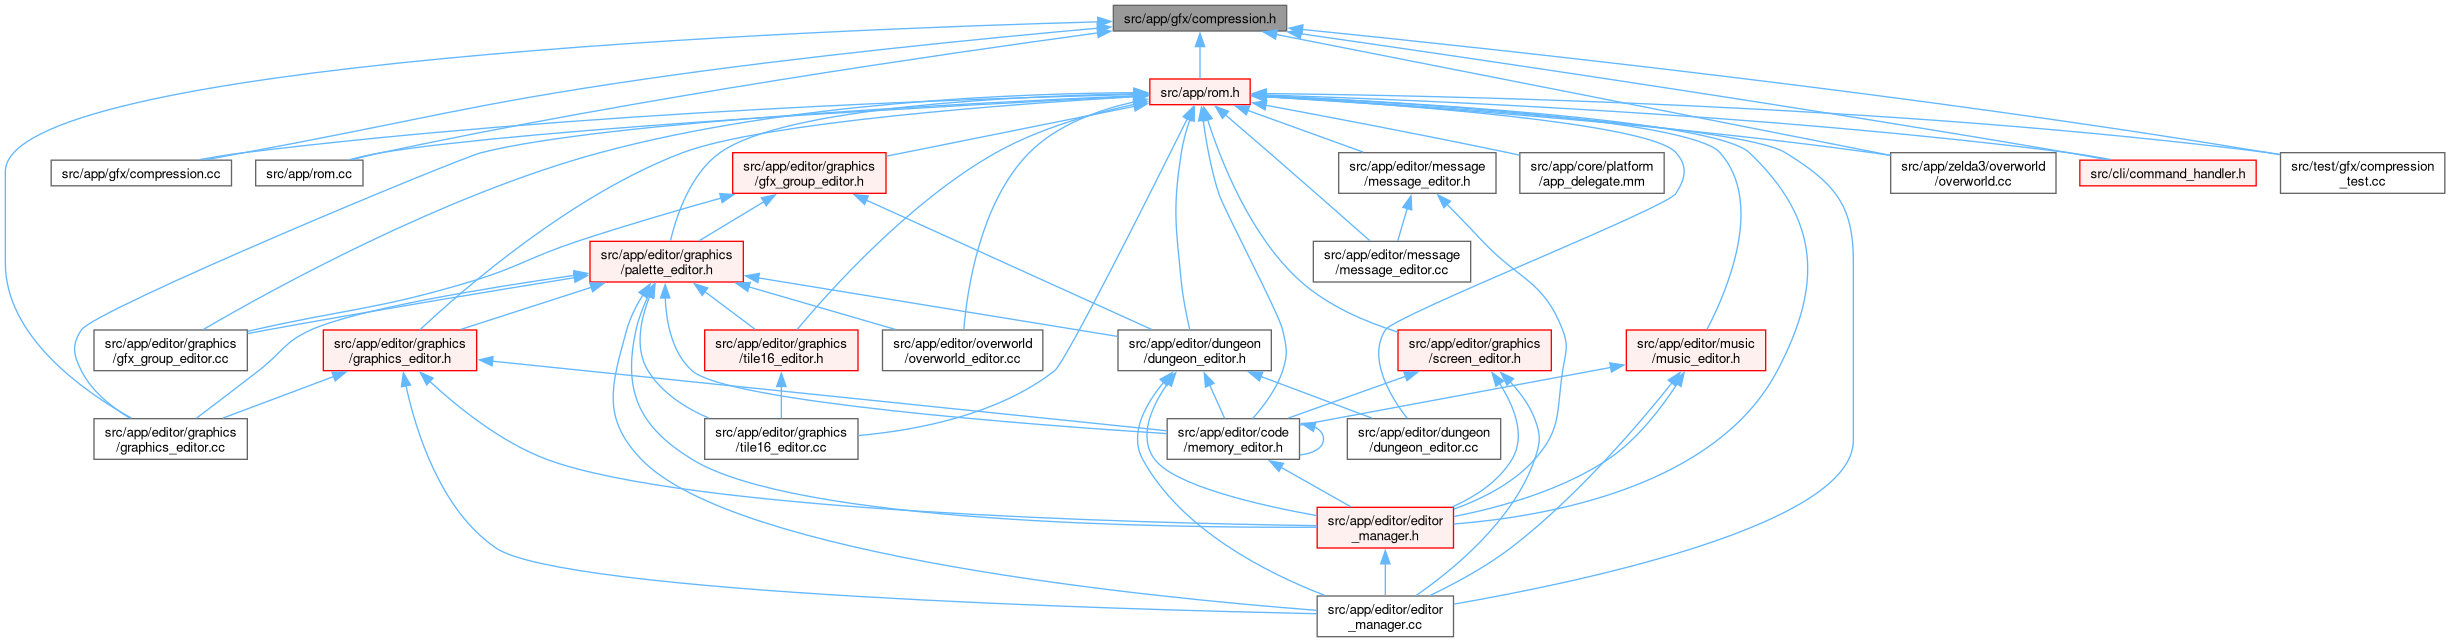 src/app/gfx/compression.h
src/app/rom.h
src/app/gfx/compression.cc
src/app/rom.cc
src/app/editor/graphics
/gfx_group_editor.h
src/app/editor/message
/message_editor.h
src/app/core/platform
/app_delegate.mm
src/app/zelda3/overworld
/overworld.cc
src/cli/command_handler.h
src/test/gfx/compression
_test.cc
src/app/editor/graphics
/palette_editor.h
src/app/editor/message
/message_editor.cc
src/app/editor/graphics
/gfx_group_editor.cc
src/app/editor/graphics
/graphics_editor.h
src/app/editor/graphics
/tile16_editor.h
src/app/editor/overworld
/overworld_editor.cc
src/app/editor/dungeon
/dungeon_editor.h
src/app/editor/graphics
/screen_editor.h
src/app/editor/music
/music_editor.h
src/app/editor/graphics
/graphics_editor.cc
src/app/editor/graphics
/tile16_editor.cc
src/app/editor/code
/memory_editor.h
src/app/editor/dungeon
/dungeon_editor.cc
src/app/editor/editor
_manager.h
src/app/editor/editor
_manager.cc